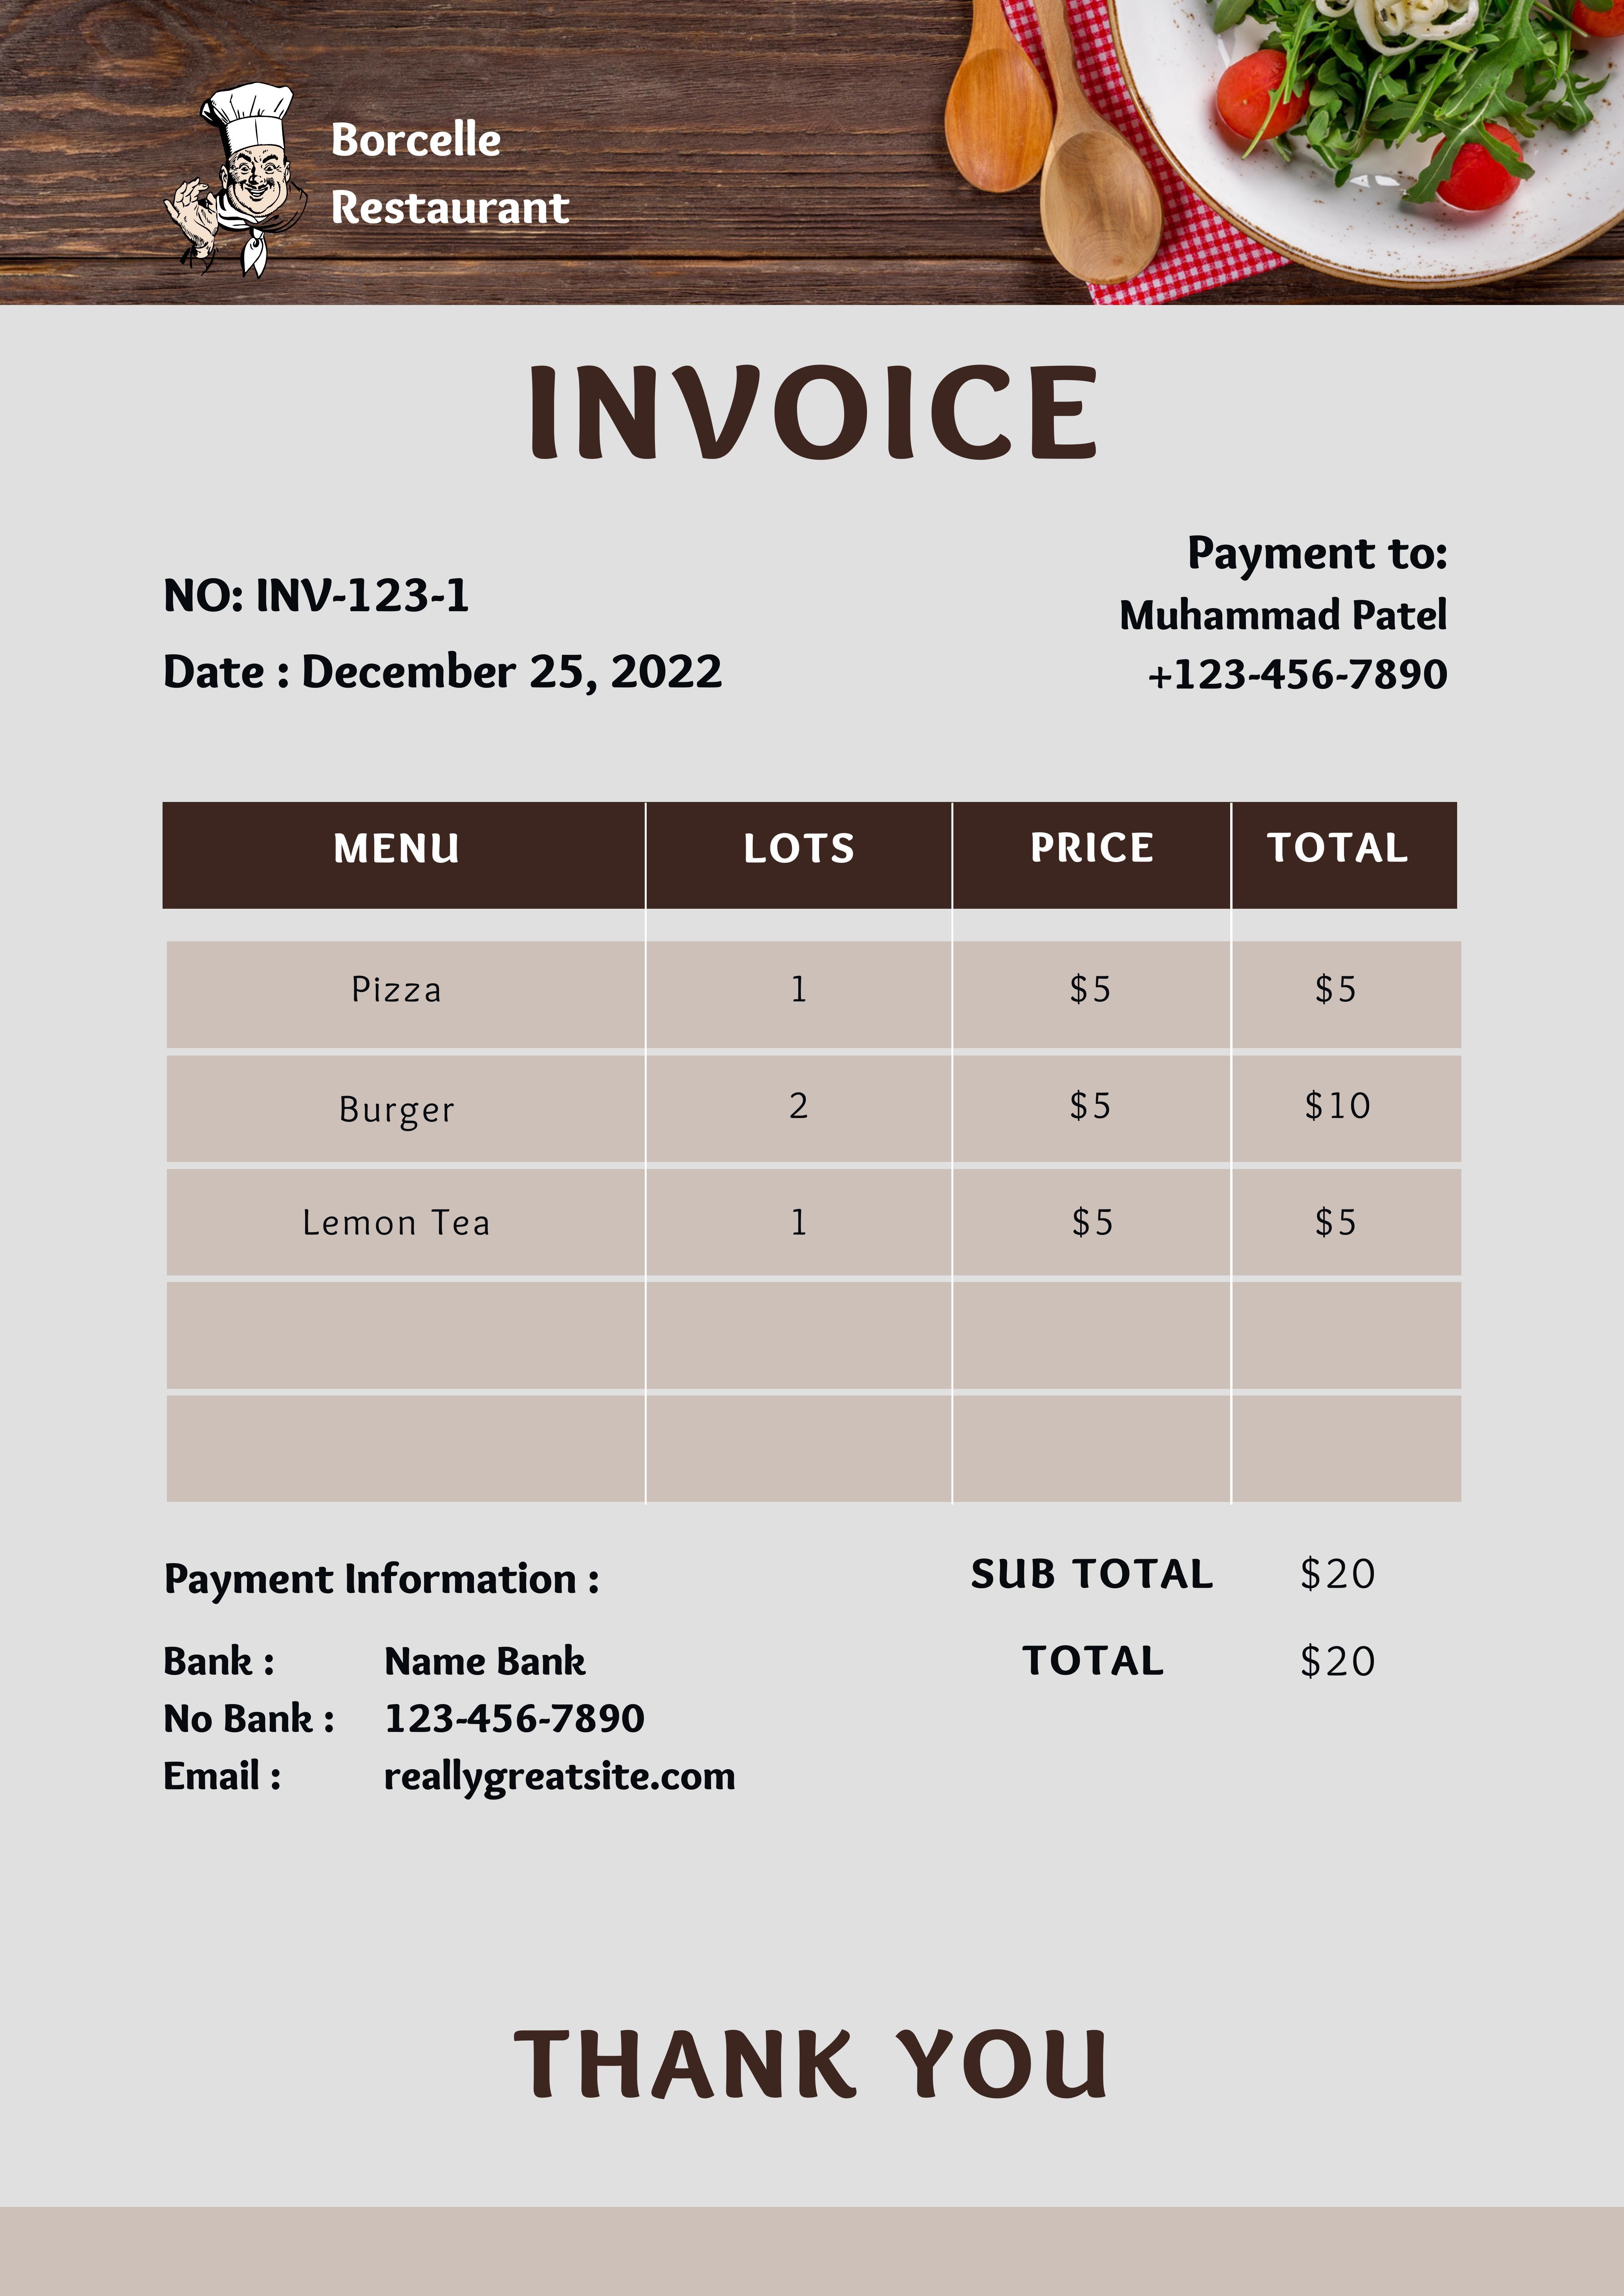 Borcelle
Restaurant
INVOICE
NO: INV-123-1
Date : December 25, 2022
Payment to:
Muhammad Patel
+123-456-7890
MENU LOTS PRICE TOTAL
Pizza 1 $5 $5
Burger 2 $5 $10
Lemon Tea 1 $5 $5
Payment Information :
Bank : Name Bank
No Bank : 123-456-7890
Email : reallygreatsite.com
SUB TOTAL $20
TOTAL $20
THANK YOU